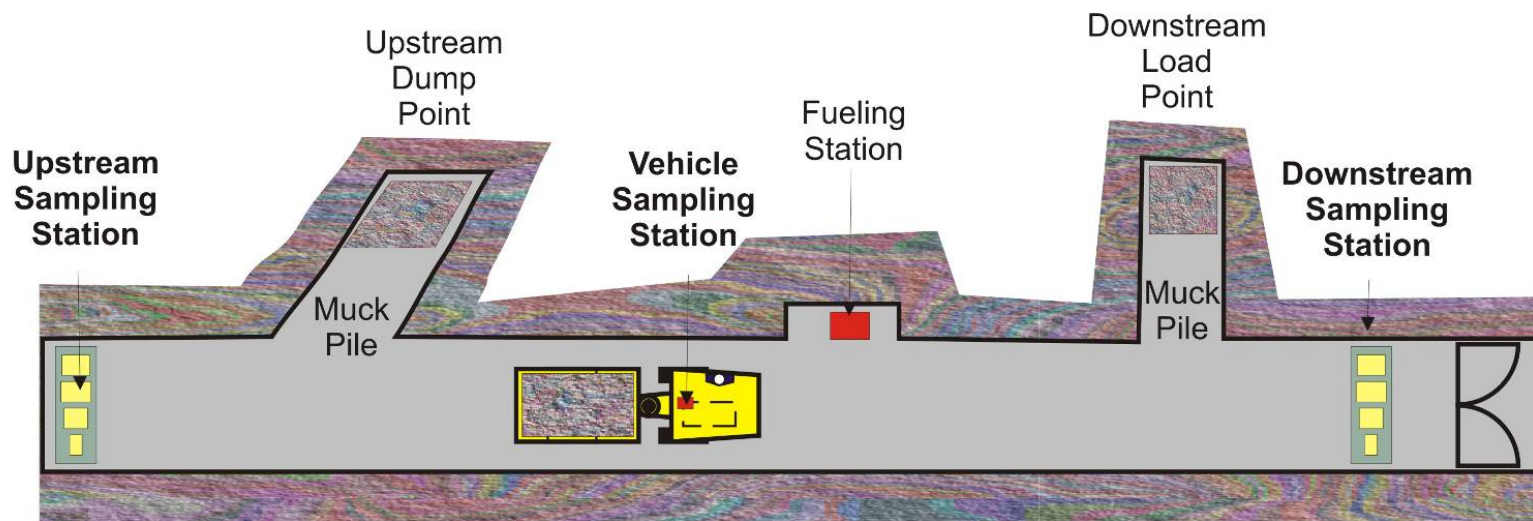 Upstream
Dump
Point
Downstream
Load
Point
Fueling
Station
Upstream
Sampling
Station
Vehicle
Sampling
Station
Downstream
Sampling
Station
Muck
Pile
Muck
Pile